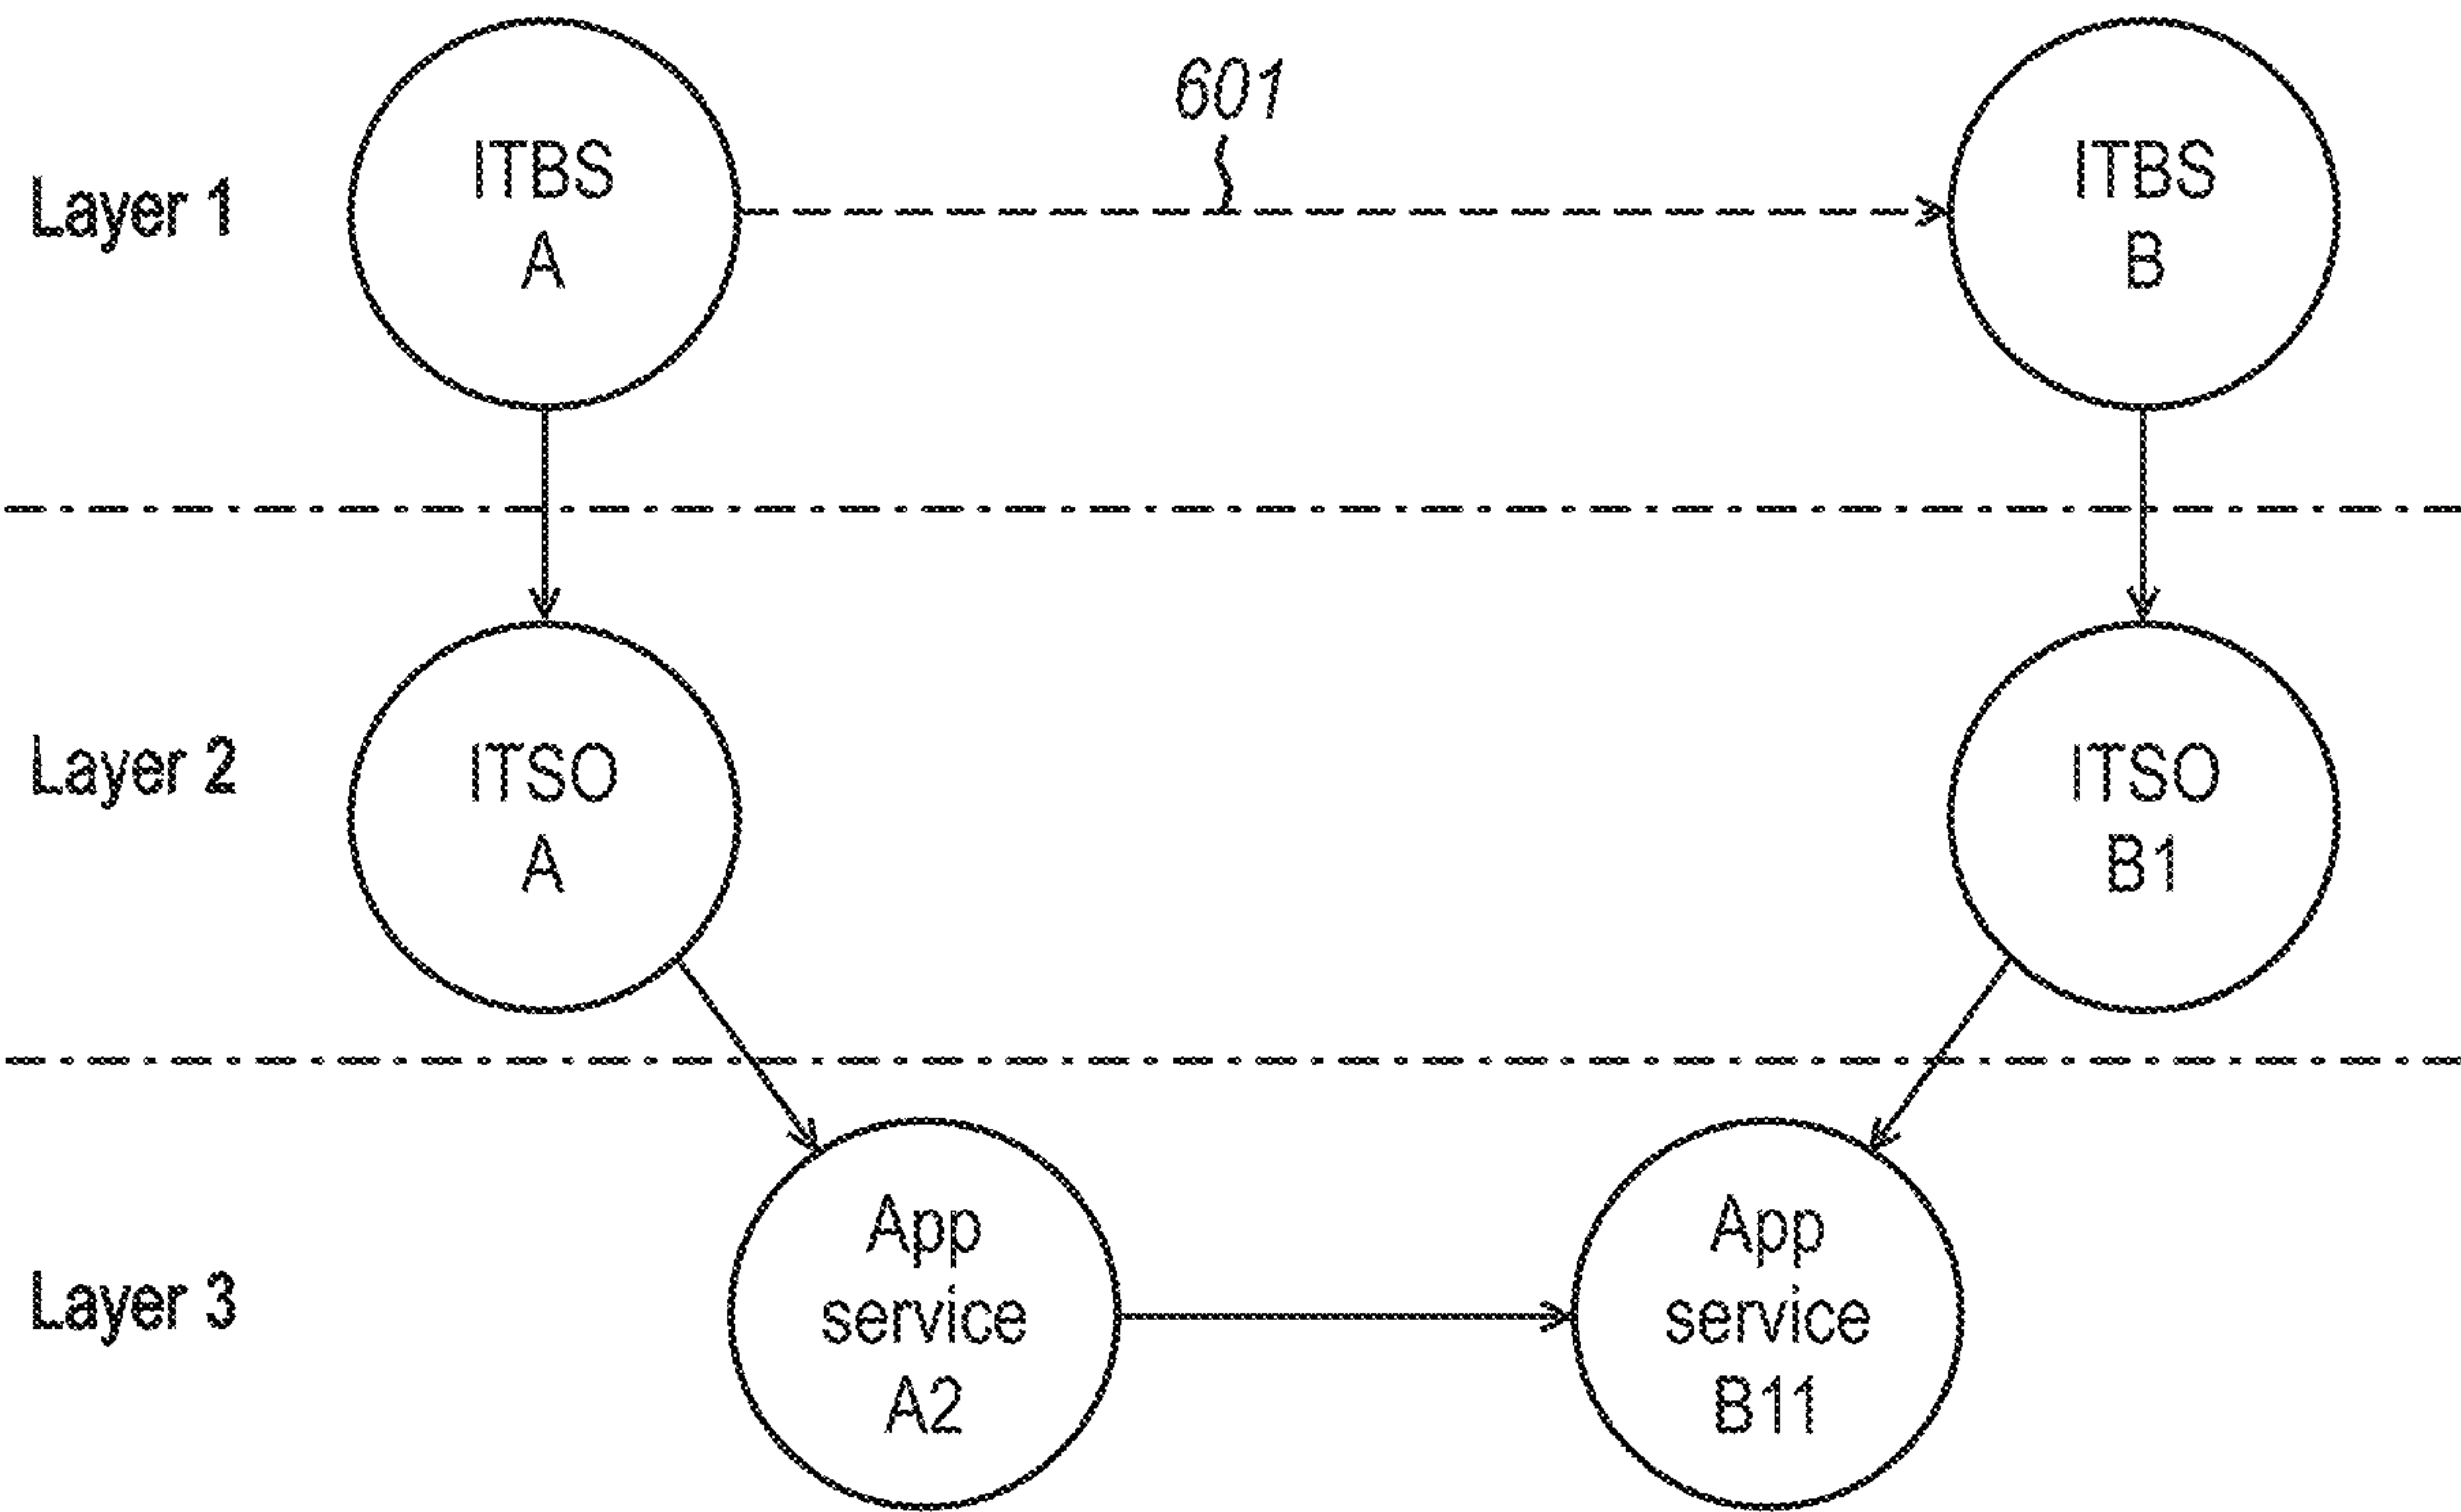 601
Layer 1
ITBS
A
ITBS
B
Layer 2
ITSO
A
ITSO
B1
Layer 3
App
service
A2
App
service
B11